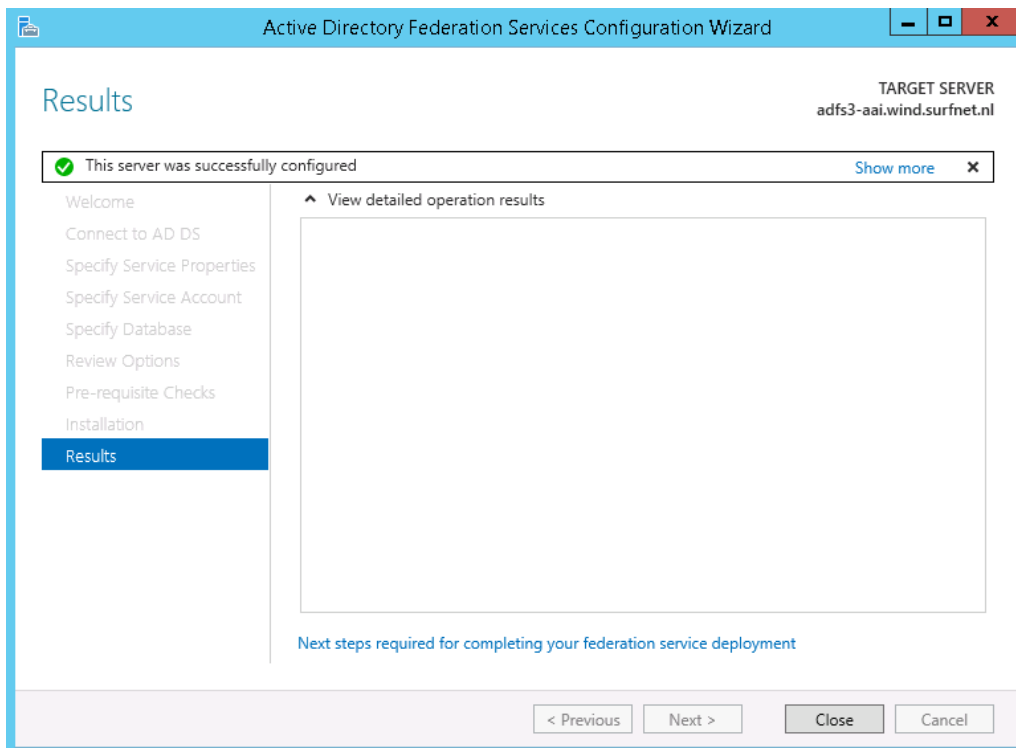 Active Directory Federation Services Configuration Wizard
Results
TARGET SERVER
adfs3-aai.wind.surfnet.nl
This server was successfully configured
Show more
Welcome
Connect to AD DS
Specify Service Properties
Specify Service Account
Specify Database
Review Options
Pre-requisite Checks
Installation
Results
View detailed operation results
Next steps required for completing your federation service deployment
< Previous
Next >
Close
Cancel